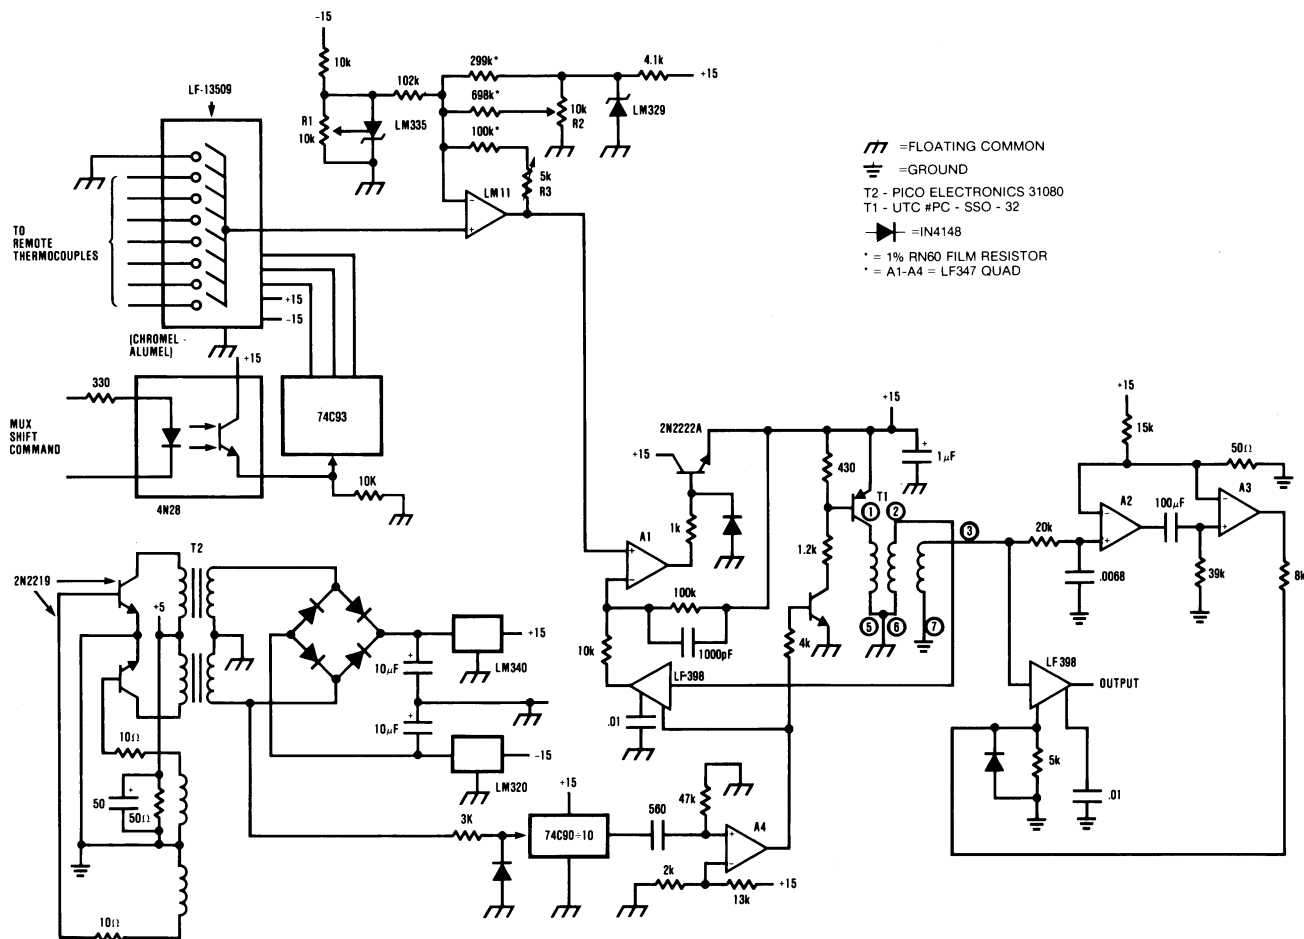 -15
10k
102k
299k*
698k*
100k*
4.1k
+15
LF-13509
R1
10k
LM335
10k
R2
LM329
5k
R3
LM11
=FLOATING COMMON
=GROUND
T2 - PICO ELECTRONICS 31080
T1 - UTC #PC - SSO - 32
=IN4148
* = 1% RN60 FILM RESISTOR
* = A1-A4 = LF347 QUAD
TO
REMOTE
THERMOCOUPLES
+15
-15
(CHROMEL -
ALUMEL)
+15
330
MUX
SHIFT
COMMAND
4N28
74C93
10K
2N2222A
+15
+15
430
+
1µF
T1
1
2
3
5
6
7
1k
A1
1.2k
100k
1000pF
10k
4k
LF-398
.01
+15
15k
50Ω
A2
100µF
A3
20k
.0068
39k
8k
LF398
OUTPUT
5k
.01
2N2219
T2
+5
10Ω
50
+
50Ω
10Ω
+
10µF
+
10µF
LM340
+15
LM320
-15
3K
+15
74C90÷10
560
47k
A4
2k
13k
+15